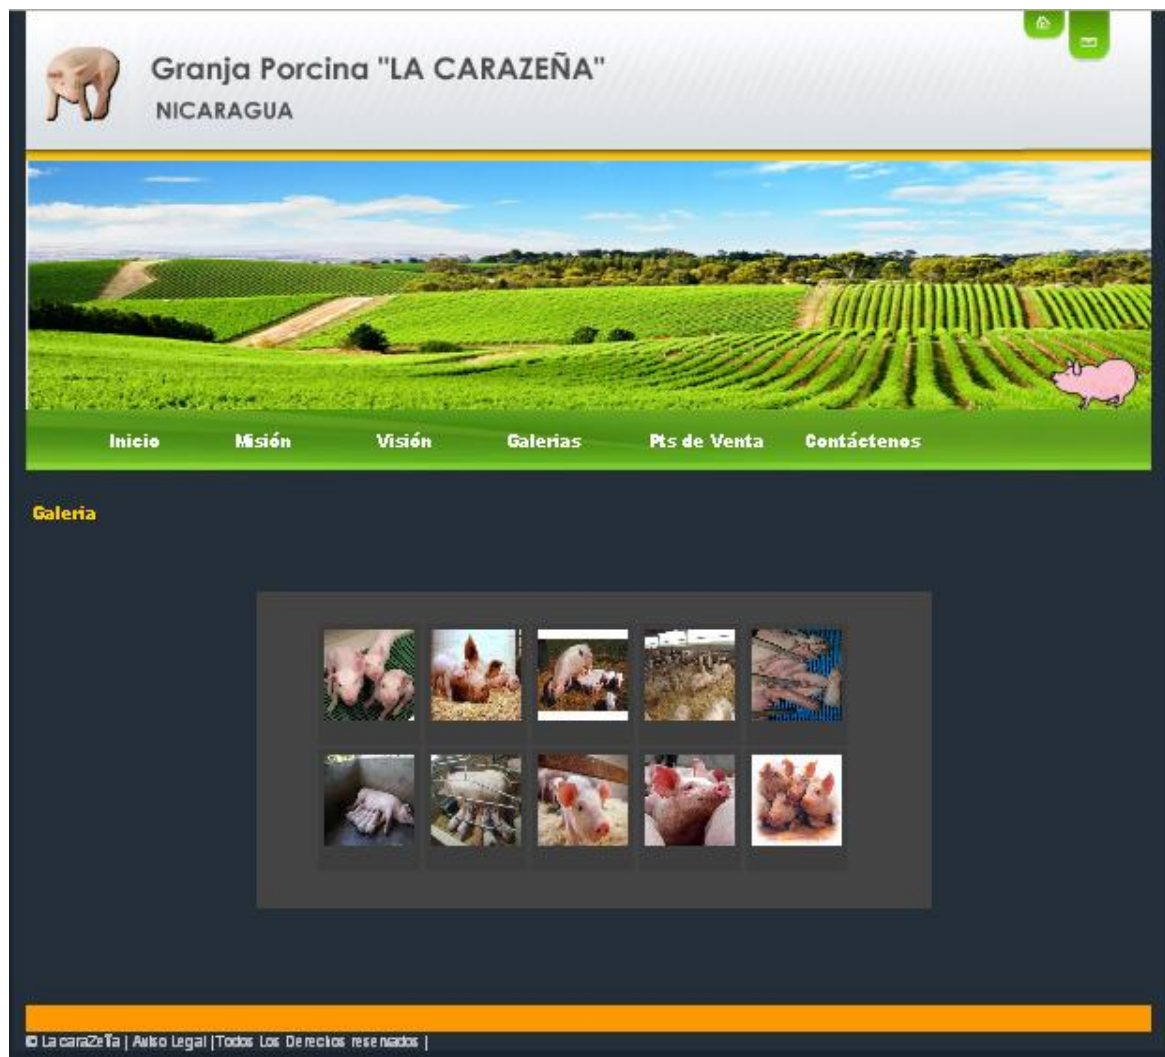 Granja Porcina "LA CARAZEÑA"
NICARAGUA
Inicio Misión Visión Galerias Pts de Venta Contáctenos
Galeria
© La caraZeÑa | Aviso Legal |Todos Los Derechos reservados |